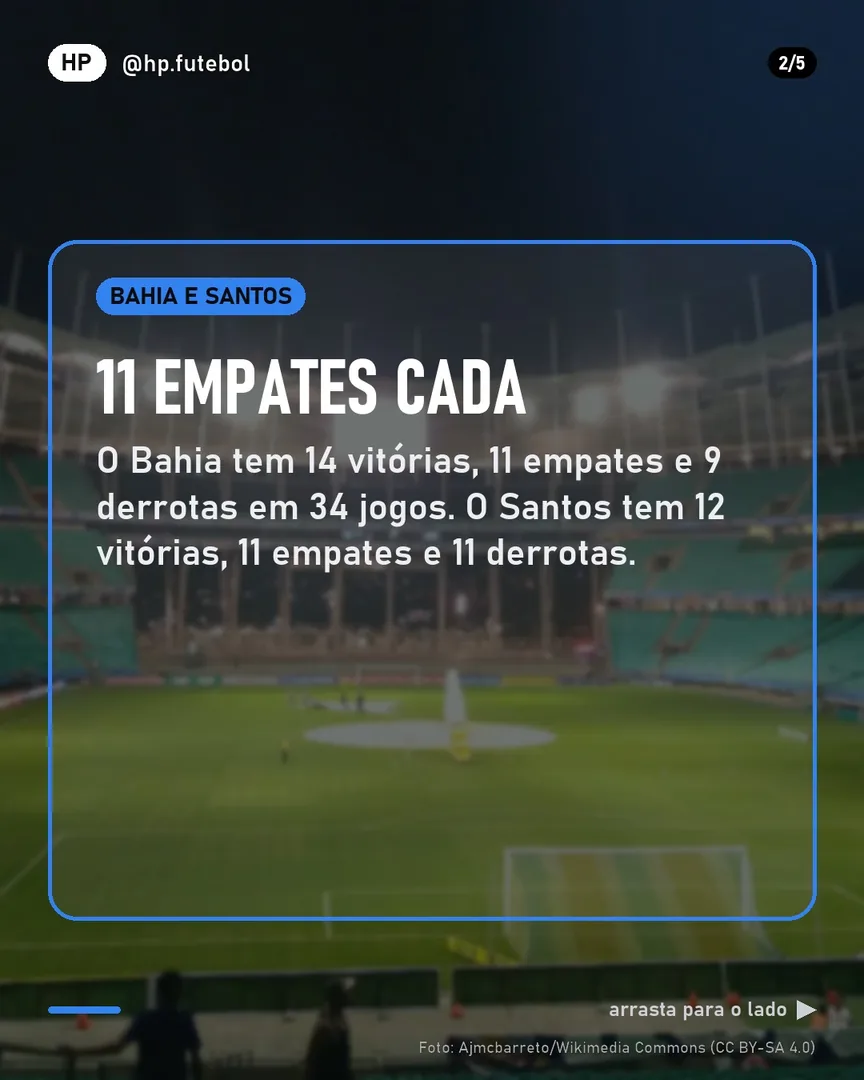 HP @hp.futebol
2/5
BAHIA E SANTOS
11 EMPATES CADA
O Bahia tem 14 vitórias, 11 empates e 9
derrotas em 34 jogos. O Santos tem 12
vitórias, 11 empates e 11 derrotas.
arrasta para o lado ▶
Foto: Ajmcbarreto/Wikimedia Commons (CC BY-SA 4.0)